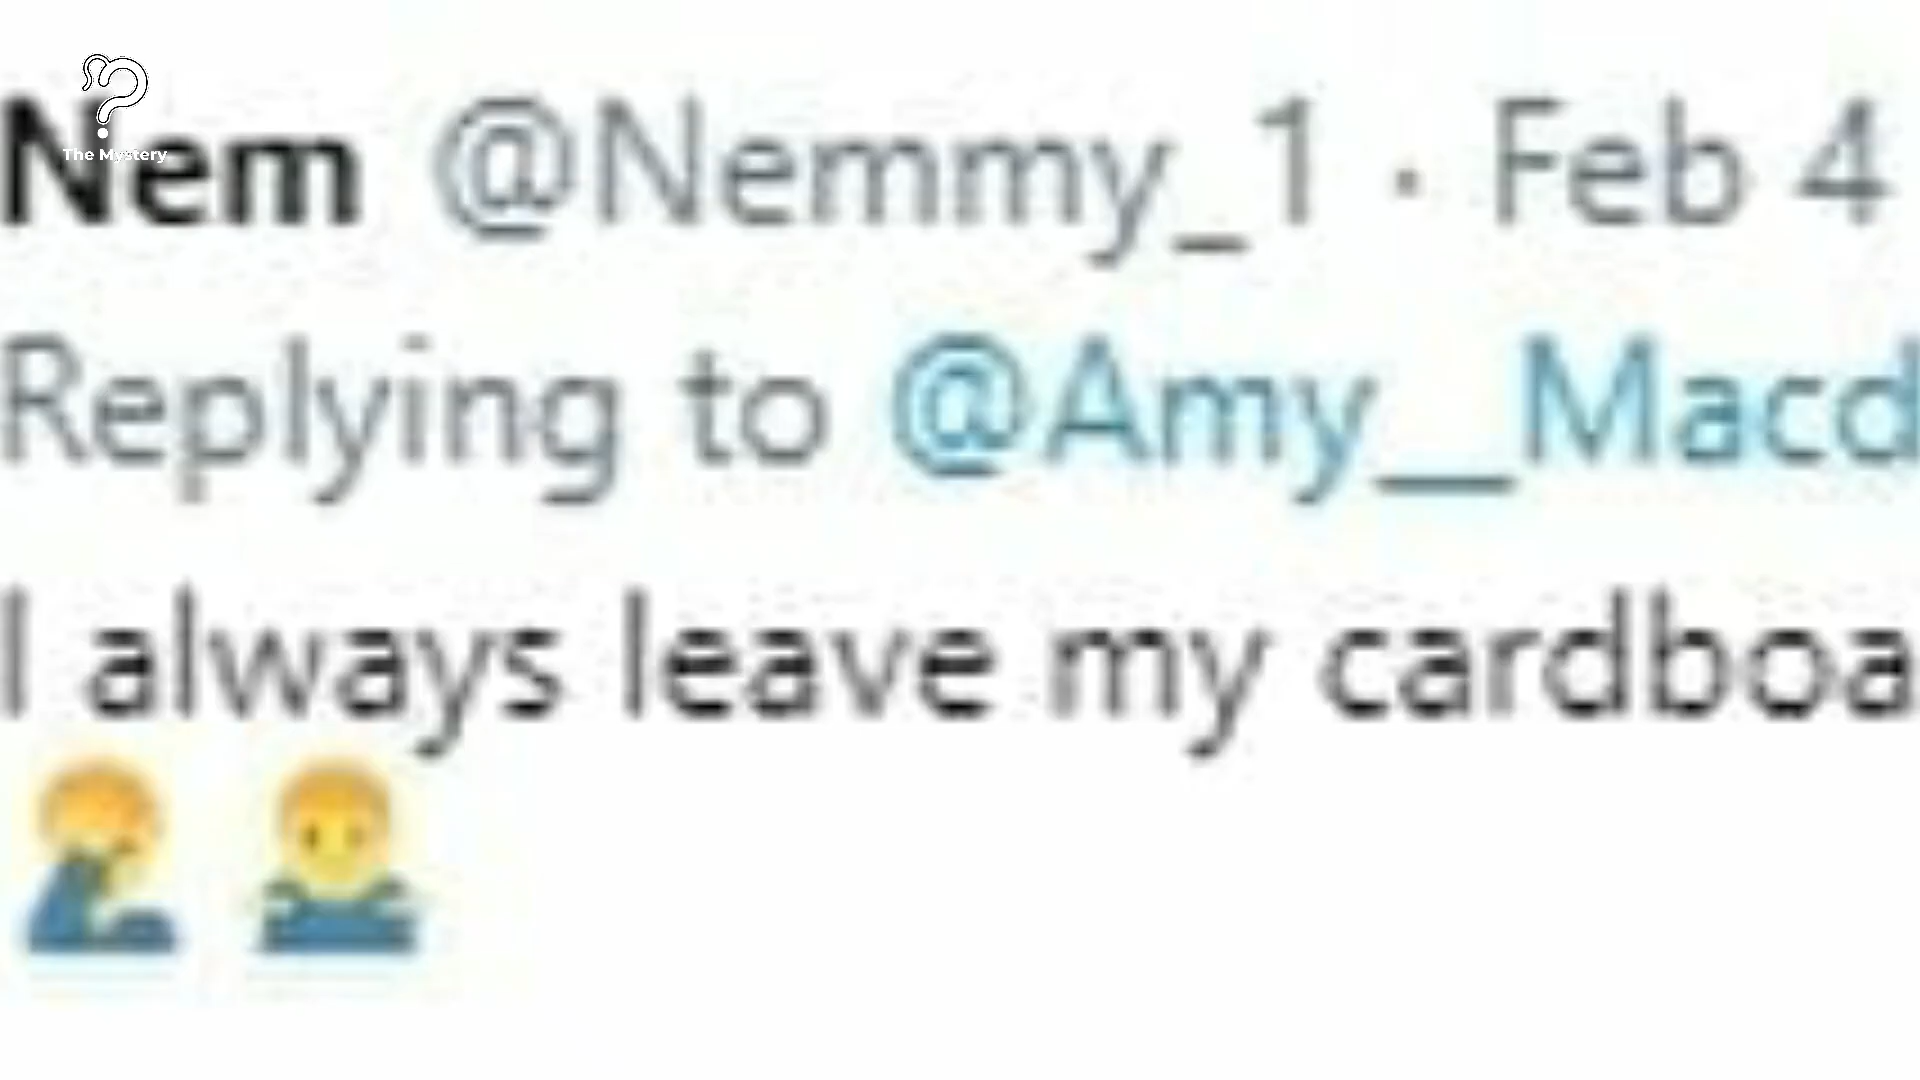 The Mystery
Nem @Nemmy_1 · Feb 4
Replying to @Amy__Macd
I always leave my cardboa
🤦‍♂️ 🤷‍♂️